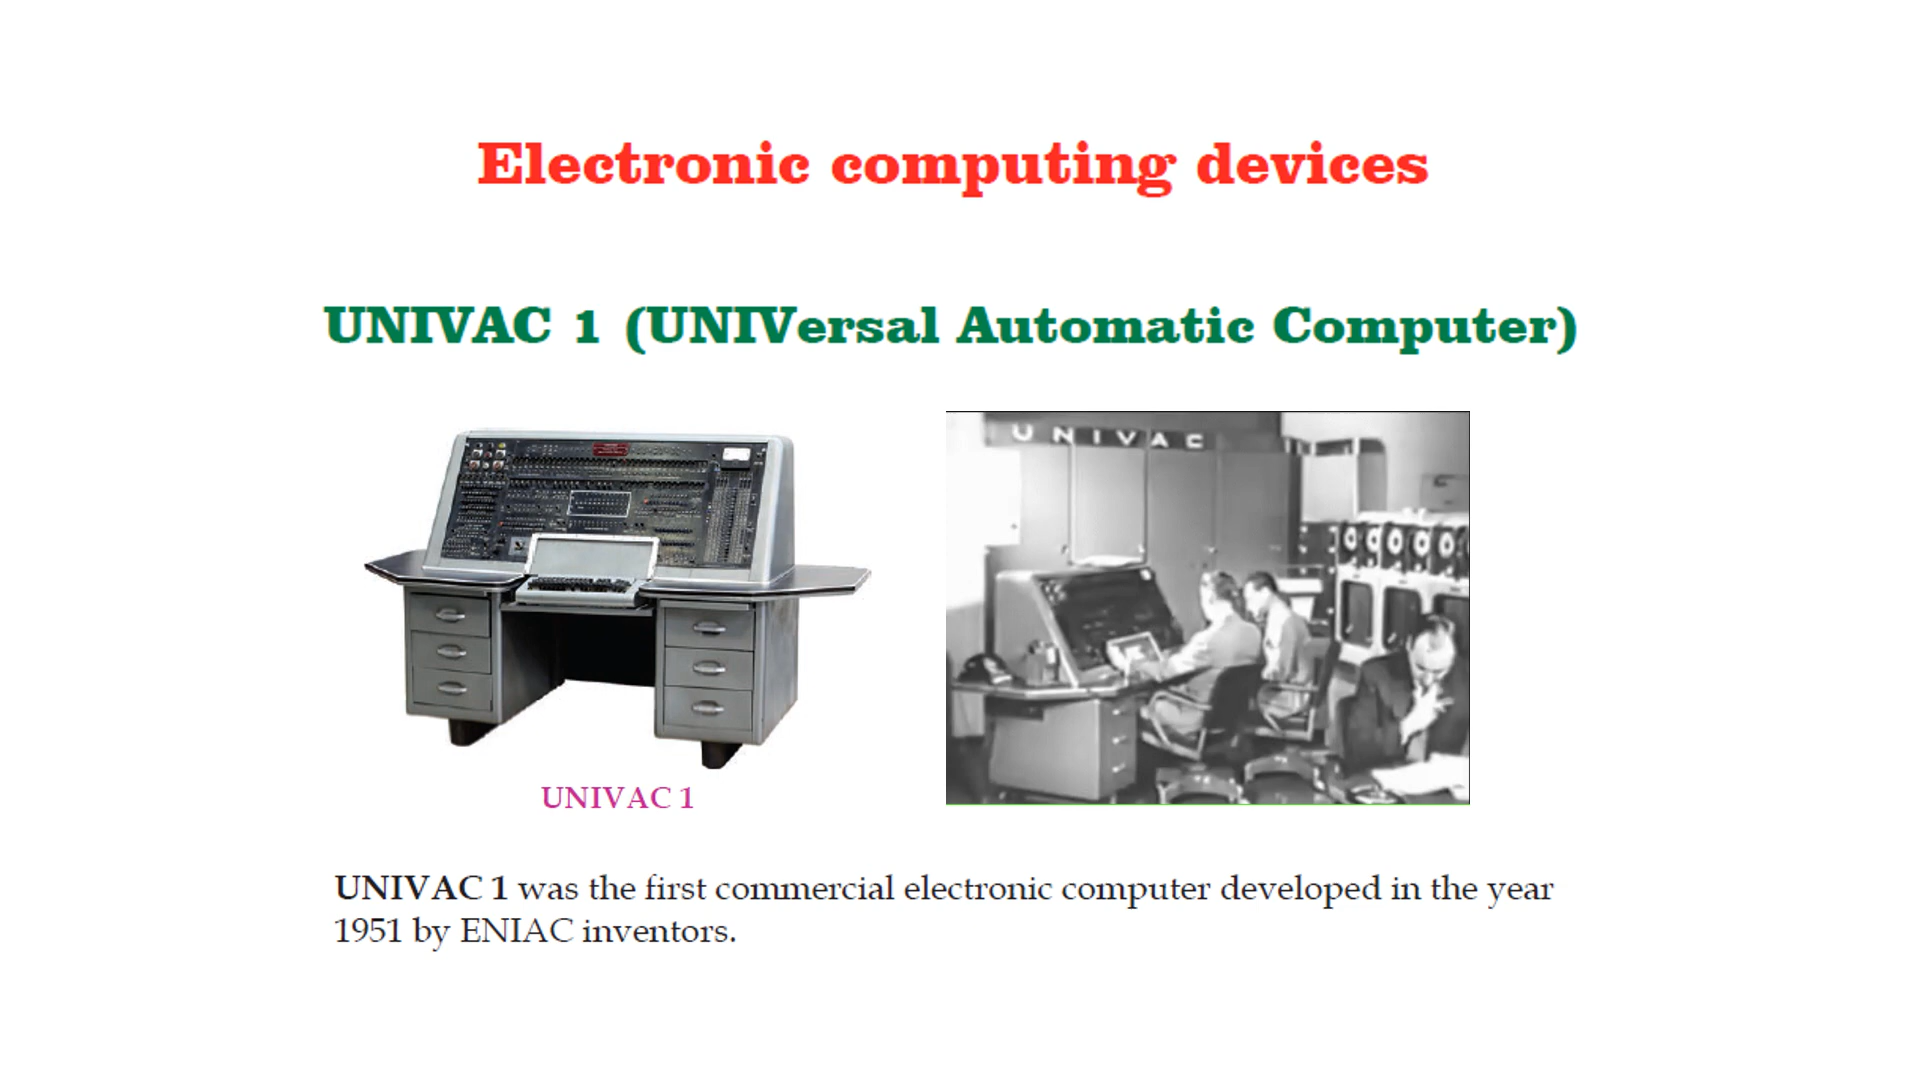 Electronic computing devices
UNIVAC 1 (UNIVersal Automatic Computer)
UNIVAC
UNIVAC 1
UNIVAC 1 was the first commercial electronic computer developed in the year
1951 by ENIAC inventors.